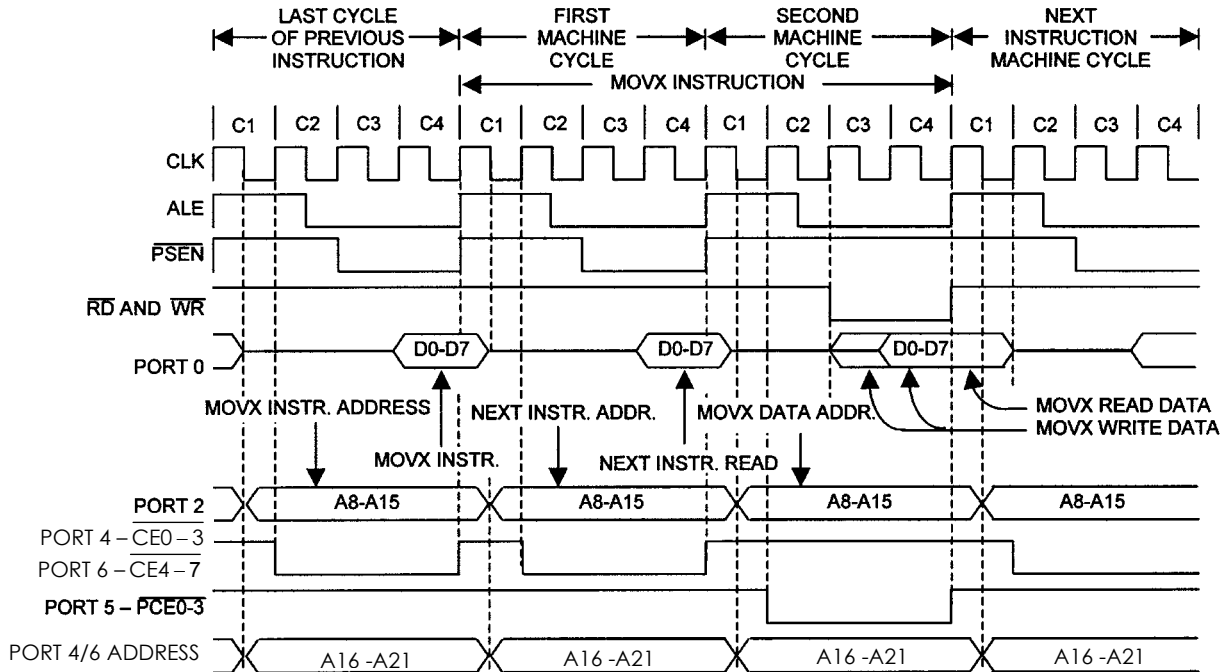 LAST CYCLE OF PREVIOUS INSTRUCTION
FIRST MACHINE CYCLE
SECOND MACHINE CYCLE
NEXT INSTRUCTION MACHINE CYCLE
MOVX INSTRUCTION
C1 C2 C3 C4 C1 C2 C3 C4 C1 C2 C3 C4 C1 C2 C3 C4
CLK
ALE
PSEN
RD AND WR
PORT 0
D0-D7 D0-D7 D0-D7
MOVX INSTR. ADDRESS
NEXT INSTR. ADDR.
MOVX DATA ADDR.
MOVX READ DATA
MOVX WRITE DATA
MOVX INSTR.
NEXT INSTR. READ
PORT 2
A8-A15 A8-A15 A8-A15 A8-A15
PORT 4 – CE0 – 3
PORT 6 – CE4 – 7
PORT 5 – PCE0-3
PORT 4/6 ADDRESS
A16 -A21 A16 -A21 A16 -A21 A16 -A21